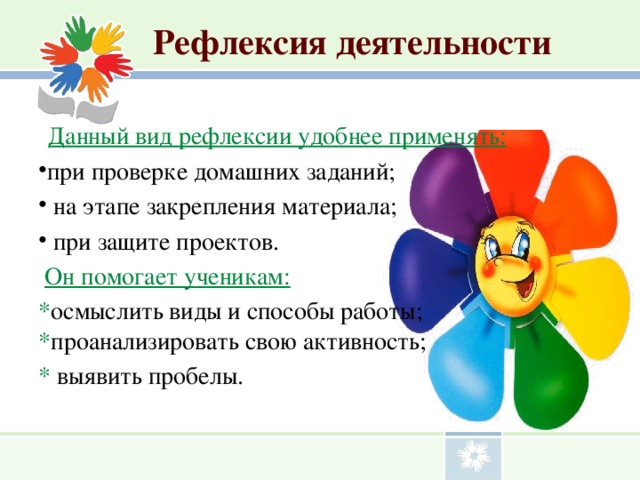 Рефлексия деятельности
Данный вид рефлексии удобнее применять:
•при проверке домашних заданий;
• на этапе закрепления материала;
• при защите проектов.
Он помогает ученикам:
*осмыслить виды и способы работы;
*проанализировать свою активность;
* выявить пробелы.